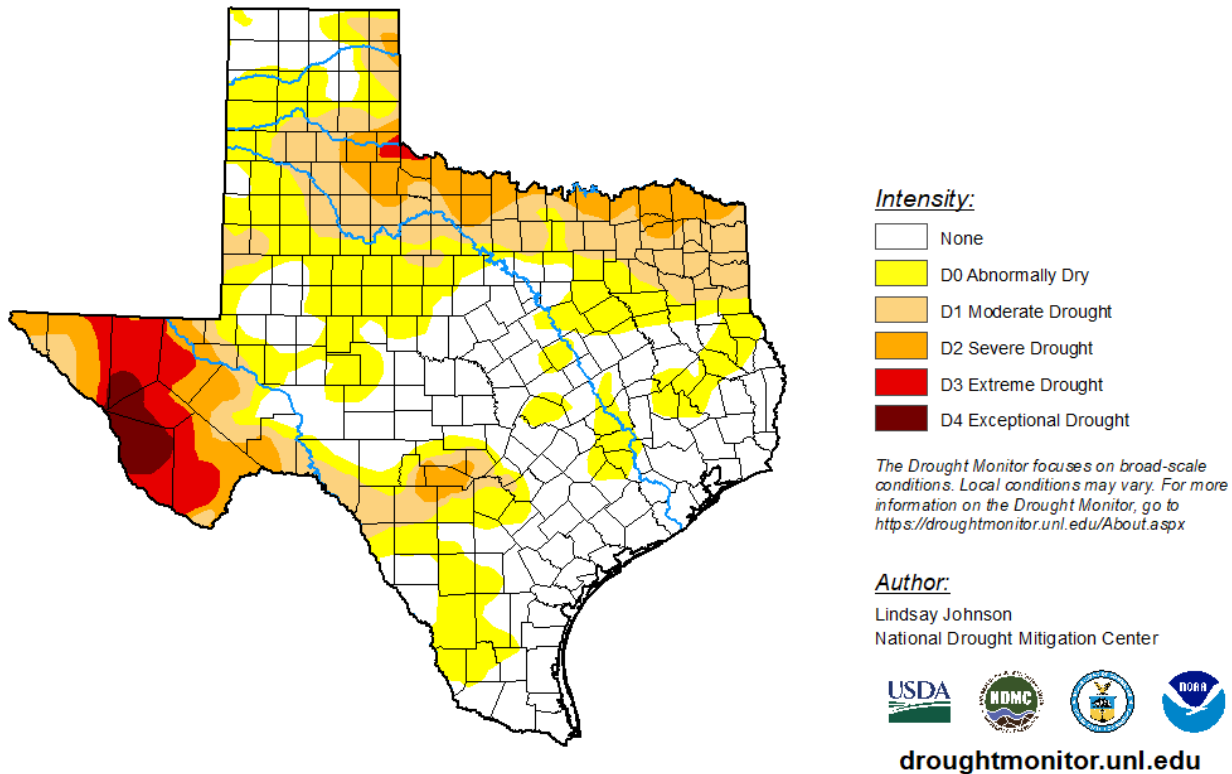 Intensity:
None
D0 Abnormally Dry
D1 Moderate Drought
D2 Severe Drought
D3 Extreme Drought
D4 Exceptional Drought
The Drought Monitor focuses on broad-scale
conditions. Local conditions may vary. For more
information on the Drought Monitor, go to
https://droughtmonitor.unl.edu/About.aspx
Author:
Lindsay Johnson
National Drought Mitigation Center
USDA
NDMC
NOAA
droughtmonitor.unl.edu